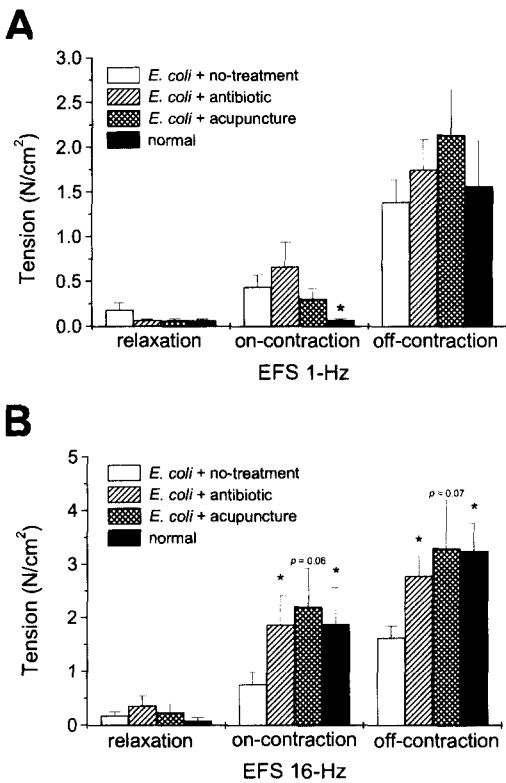 A
3.0
2.5
2.0
1.5
1.0
0.5
0.0
Tension (N/cm²)
E. coli + no-treatment
E. coli + antibiotic
E. coli + acupuncture
normal
*
relaxation on-contraction off-contraction
EFS 1-Hz
B
5
4
3
2
1
0
Tension (N/cm²)
E. coli + no-treatment
E. coli + antibiotic
E. coli + acupuncture
normal
p = 0.07
* *
p = 0.06
* *
relaxation on-contraction off-contraction
EFS 16-Hz